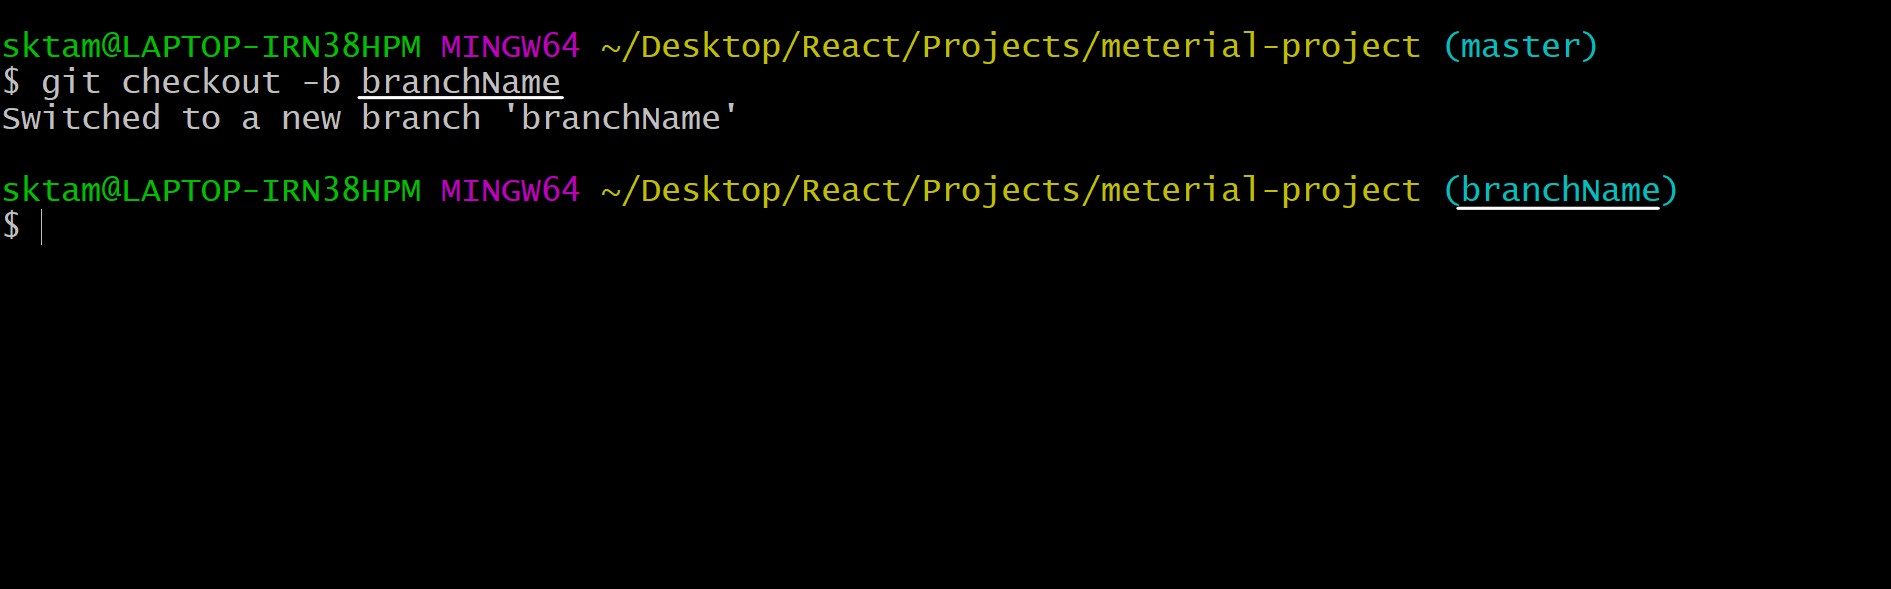 sktam@LAPTOP-IRN38HPM MINGW64 ~/Desktop/React/Projects/meterial-project (master)
$ git checkout -b branchName
Switched to a new branch 'branchName'
sktam@LAPTOP-IRN38HPM MINGW64 ~/Desktop/React/Projects/meterial-project (branchName)
$